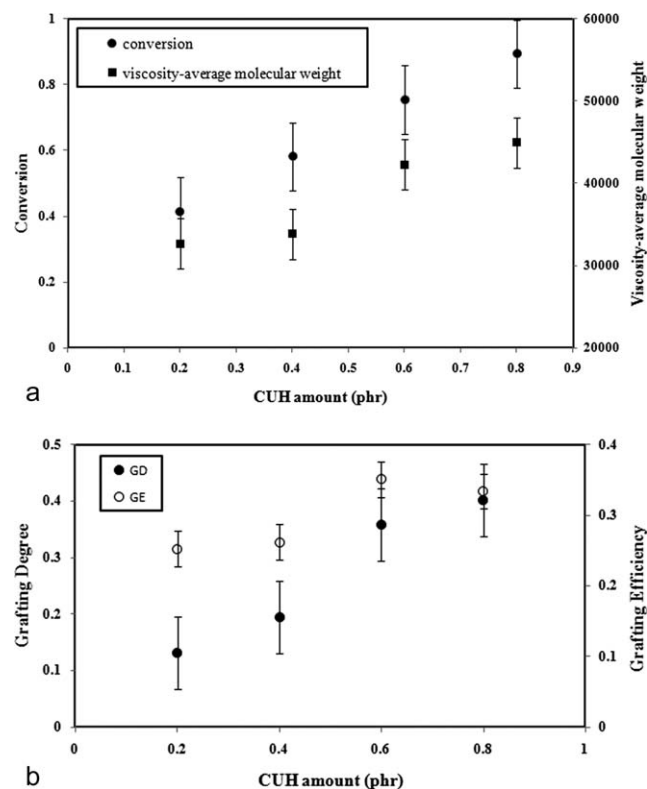 1
60000
conversion
viscosity-average molecular weight
0.8
50000
0.6
40000
0.4
30000
0.2
0
20000
0 0.1 0.2 0.3 0.4 0.5 0.6 0.7 0.8 0.9
Conversion
Viscosity-average molecular weight
CUH amount (phr)
a
0.5
0.4
GD
GE
0.4
0.3
0.3
0.2
0.2
0.1
0.1
0
0
0 0.2 0.4 0.6 0.8 1
Grafting Degree
Grafting Efficiency
CUH amount (phr)
b